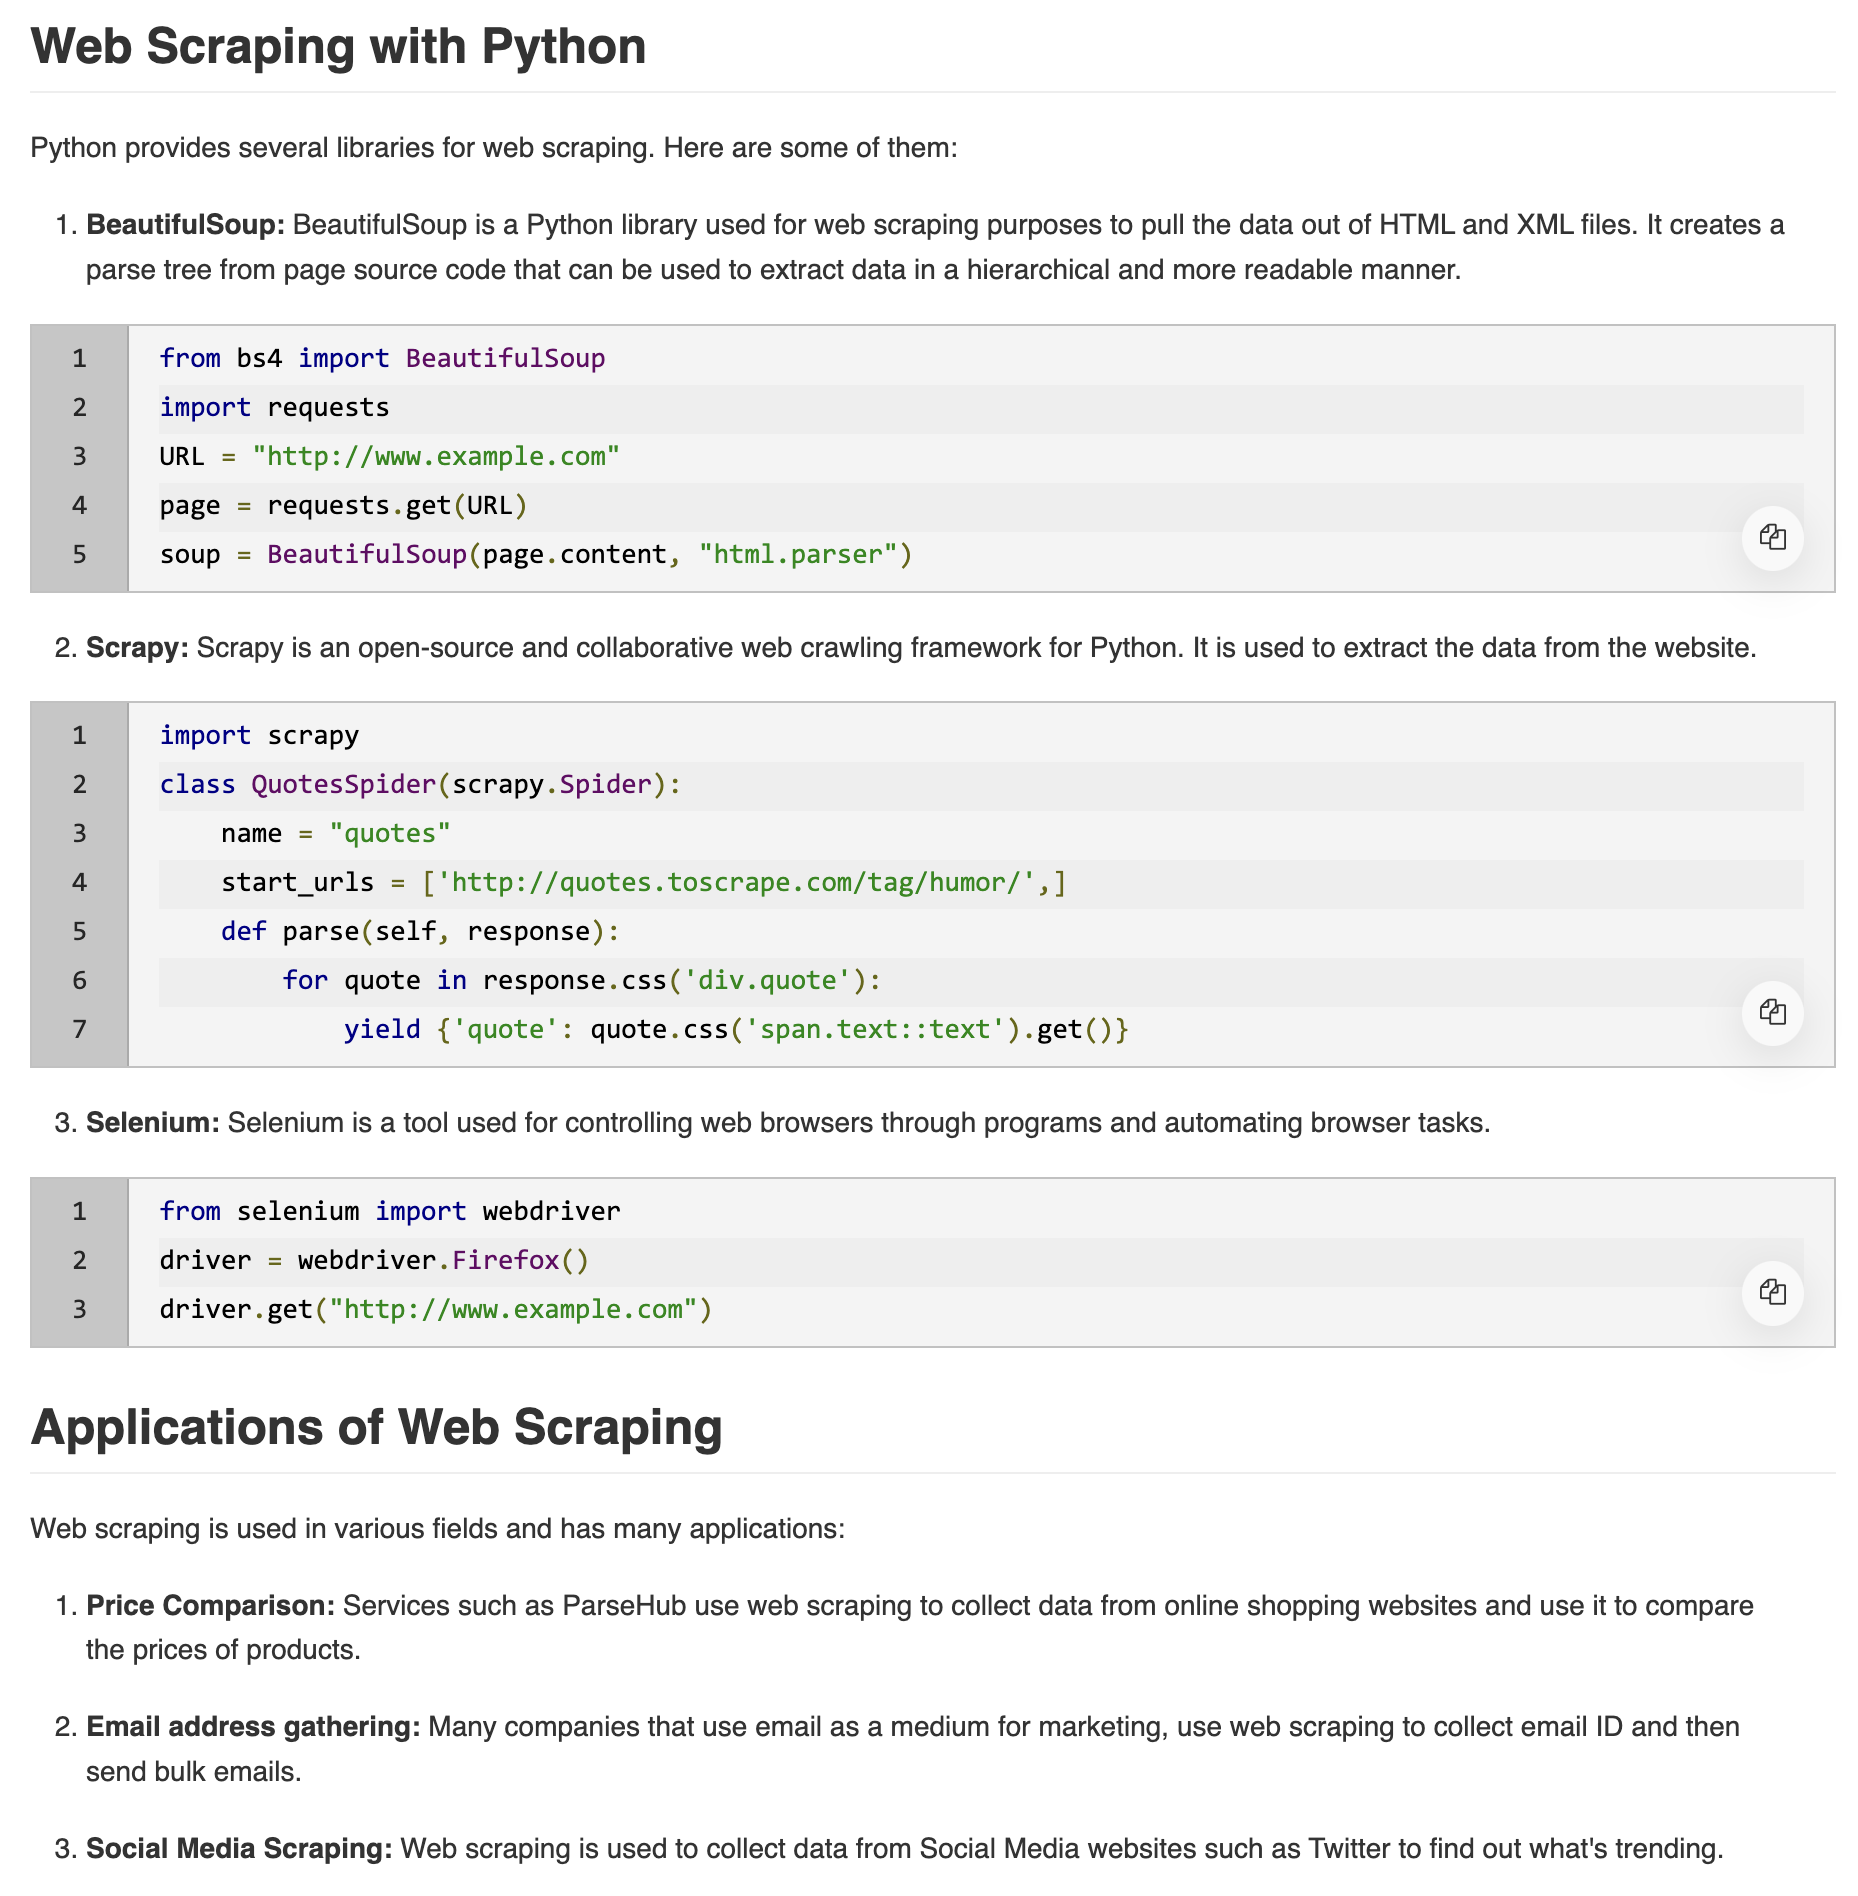 Web Scraping with Python
Python provides several libraries for web scraping. Here are some of them:
1. BeautifulSoup: BeautifulSoup is a Python library used for web scraping purposes to pull the data out of HTML and XML files. It creates a
parse tree from page source code that can be used to extract data in a hierarchical and more readable manner.
1 from bs4 import BeautifulSoup
2 import requests
3 URL = "http://www.example.com"
4 page = requests.get(URL)
5 soup = BeautifulSoup(page.content, "html.parser")
2. Scrapy: Scrapy is an open-source and collaborative web crawling framework for Python. It is used to extract the data from the website.
1 import scrapy
2 class QuotesSpider(scrapy.Spider):
3     name = "quotes"
4     start_urls = ['http://quotes.toscrape.com/tag/humor/',]
5     def parse(self, response):
6         for quote in response.css('div.quote'):
7             yield {'quote': quote.css('span.text::text').get()}
3. Selenium: Selenium is a tool used for controlling web browsers through programs and automating browser tasks.
1 from selenium import webdriver
2 driver = webdriver.Firefox()
3 driver.get("http://www.example.com")
Applications of Web Scraping
Web scraping is used in various fields and has many applications:
1. Price Comparison: Services such as ParseHub use web scraping to collect data from online shopping websites and use it to compare
the prices of products.
2. Email address gathering: Many companies that use email as a medium for marketing, use web scraping to collect email ID and then
send bulk emails.
3. Social Media Scraping: Web scraping is used to collect data from Social Media websites such as Twitter to find out what's trending.